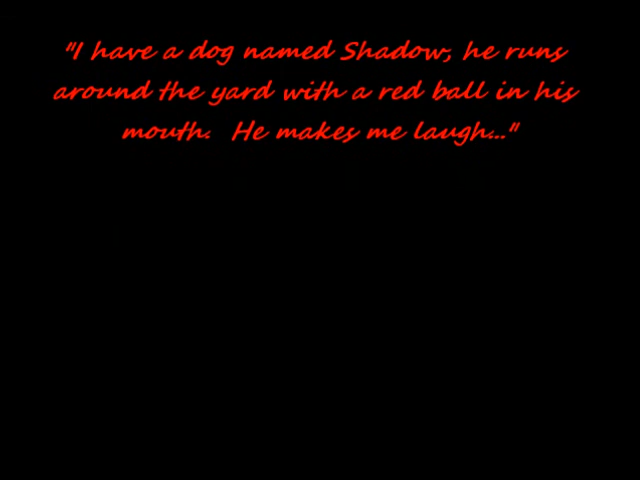 "I have a dog named Shadow, he runs
around the yard with a red ball in his
mouth. He makes me laugh..."